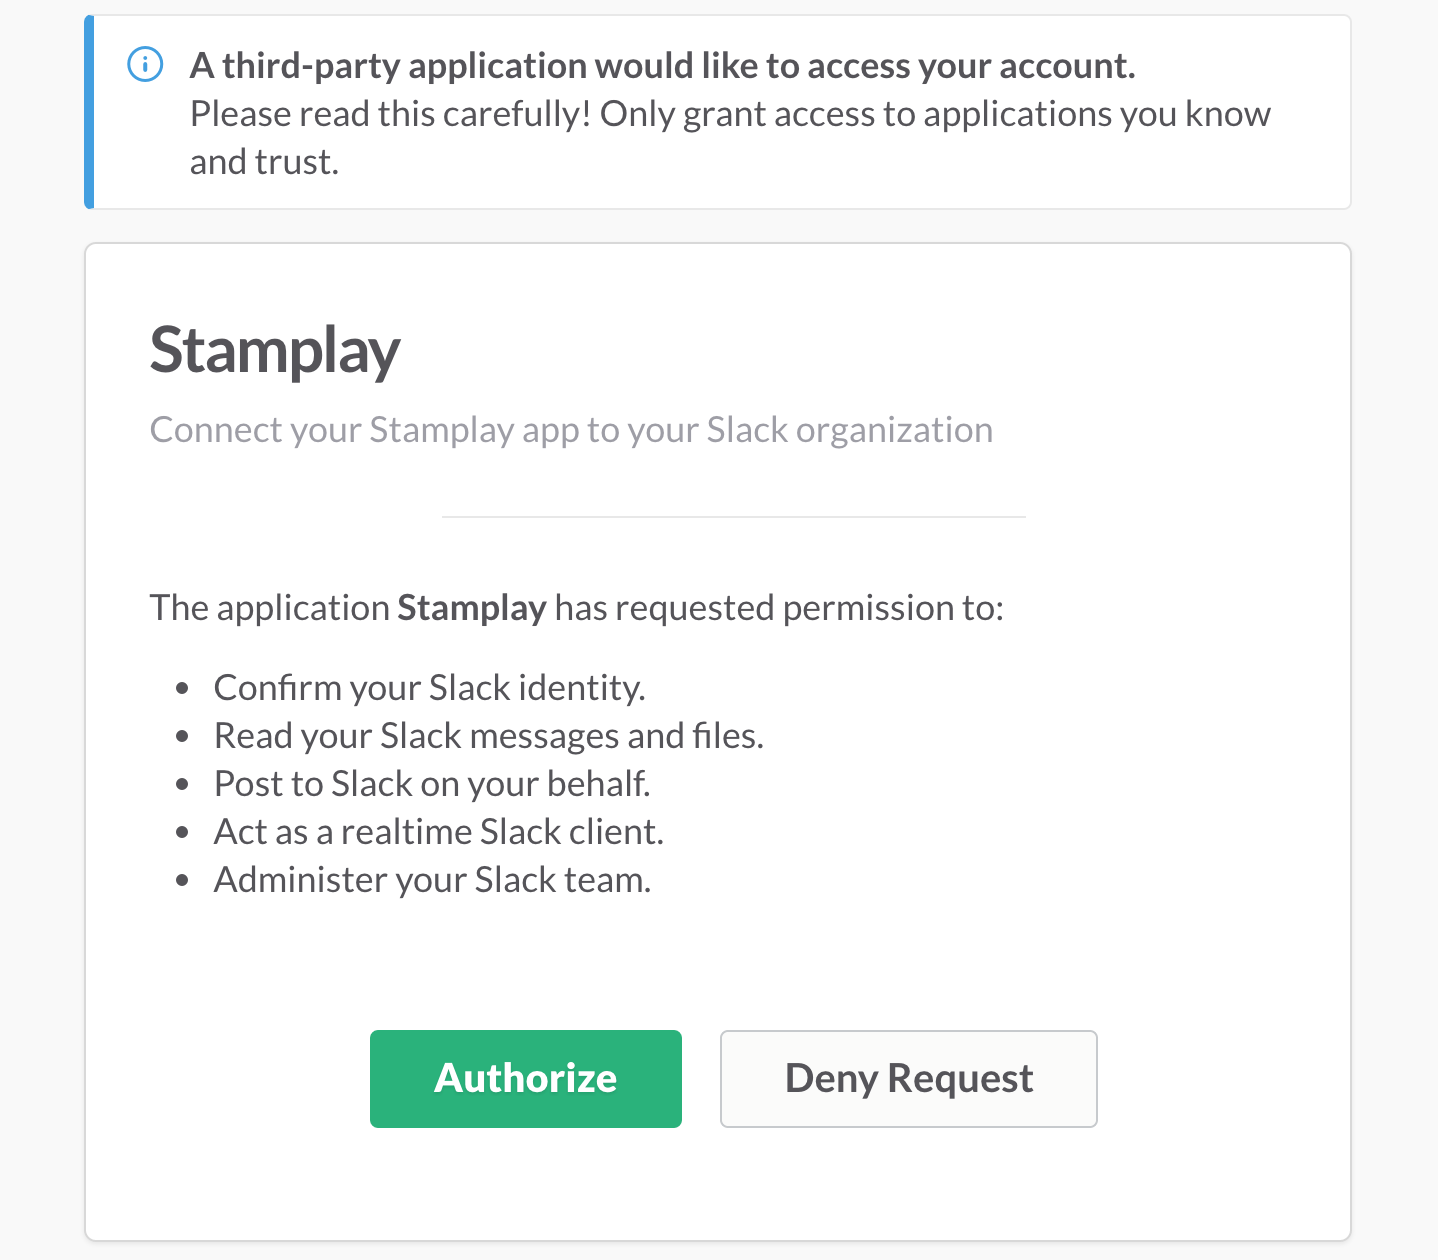 A third-party application would like to access your account.
Please read this carefully! Only grant access to applications you know
and trust.
Stamplay
Connect your Stamplay app to your Slack organization
The application Stamplay has requested permission to:
• Confirm your Slack identity.
• Read your Slack messages and files.
• Post to Slack on your behalf.
• Act as a realtime Slack client.
• Administer your Slack team.
Authorize
Deny Request